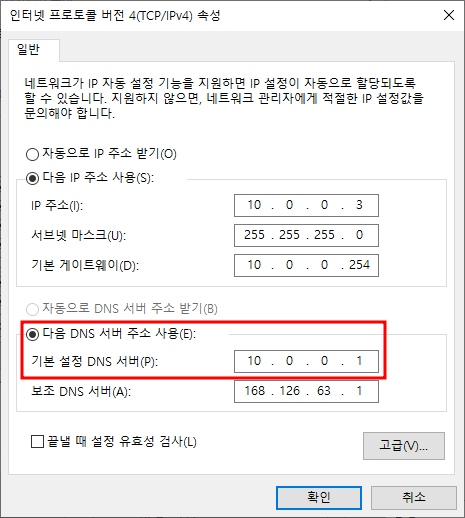 인터넷 프로토콜 버전 4(TCP/IPv4) 속성
일반
네트워크가 IP 자동 설정 기능을 지원하면 IP 설정이 자동으로 할당되도록
할 수 있습니다. 지원하지 않으면, 네트워크 관리자에게 적절한 IP 설정값을
문의해야 합니다.
자동으로 IP 주소 받기(O)
다음 IP 주소 사용(S):
IP 주소(I): 10 . 0 . 0 . 3
서브넷 마스크(U): 255 . 255 . 255 . 0
기본 게이트웨이(D): 10 . 0 . 0 . 254
자동으로 DNS 서버 주소 받기(B)
다음 DNS 서버 주소 사용(E):
기본 설정 DNS 서버(P): 10 . 0 . 0 . 1
보조 DNS 서버(A): 168 . 126 . 63 . 1
끝낼 때 설정 유효성 검사(L)
고급(V)...
확인 취소